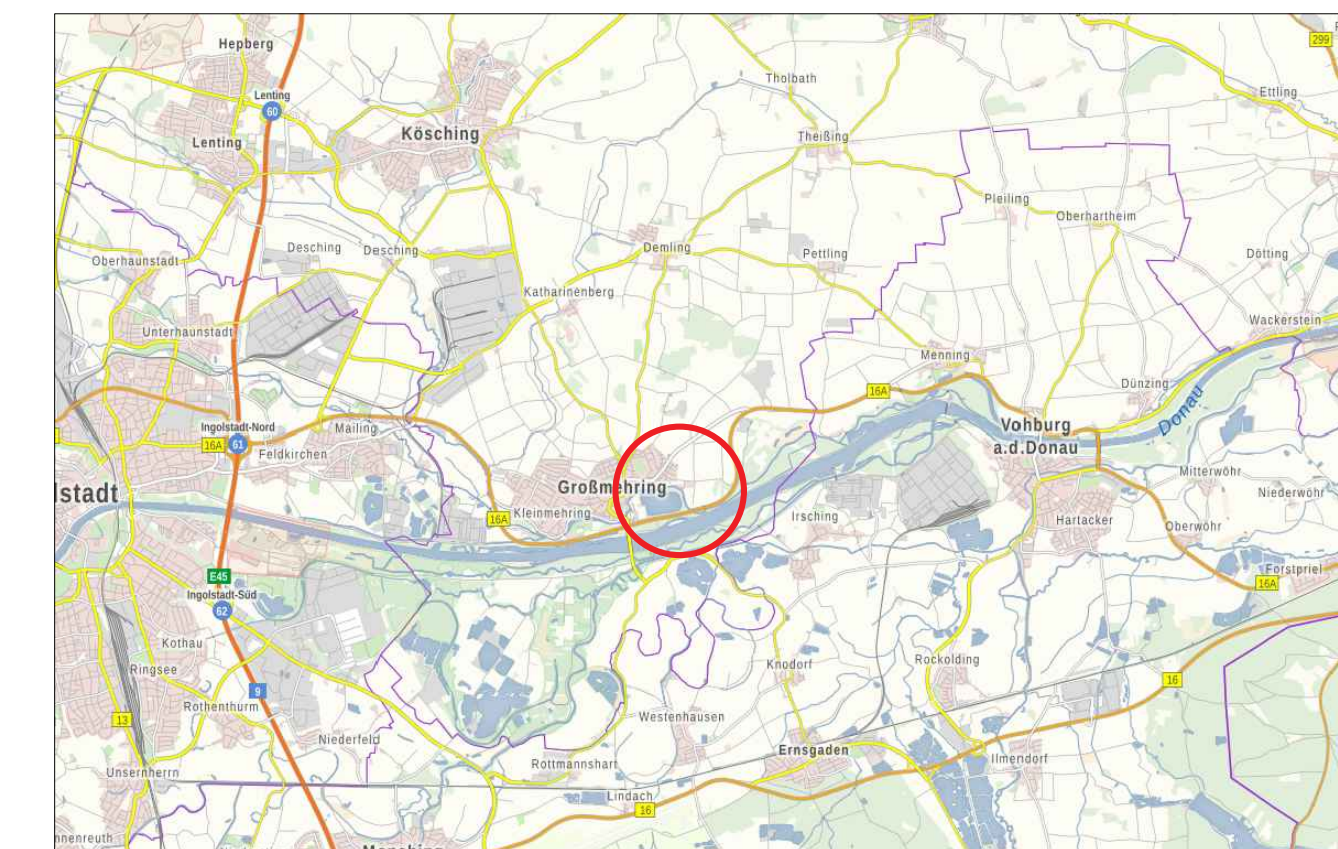 Hepberg
299
Tholbath
Ettling
Lenting
60
Kösching
Theißing
Lenting
Pleiling
Oberhartheim
Desching
Desching
Demling
Pettling
Dötting
Oberhaunstadt
Katharinenberg
Wackerstein
Unterhaunstadt
Menning
Dünzing
16A
Donau
Ingolstadt-Nord
Mailing
Vohburg
a.d.Donau
16A
61
Feldkirchen
Mitterwöhr
lstadt
Großmehring
Niederwöhr
Kleinmehring
16A
Irsching
Hartacker
Oberwöhr
E45
Forstpriel
16A
Ingolstadt-Süd
62
Kothau
Ringsee
Knodorf
Rockolding
16
9
Rothenthurm
13
Westenhausen
Niederfeld
Ernsgaden
Ilmendorf
Unsernherrn
Rottmannshart
Lindach
16
nnenreuth